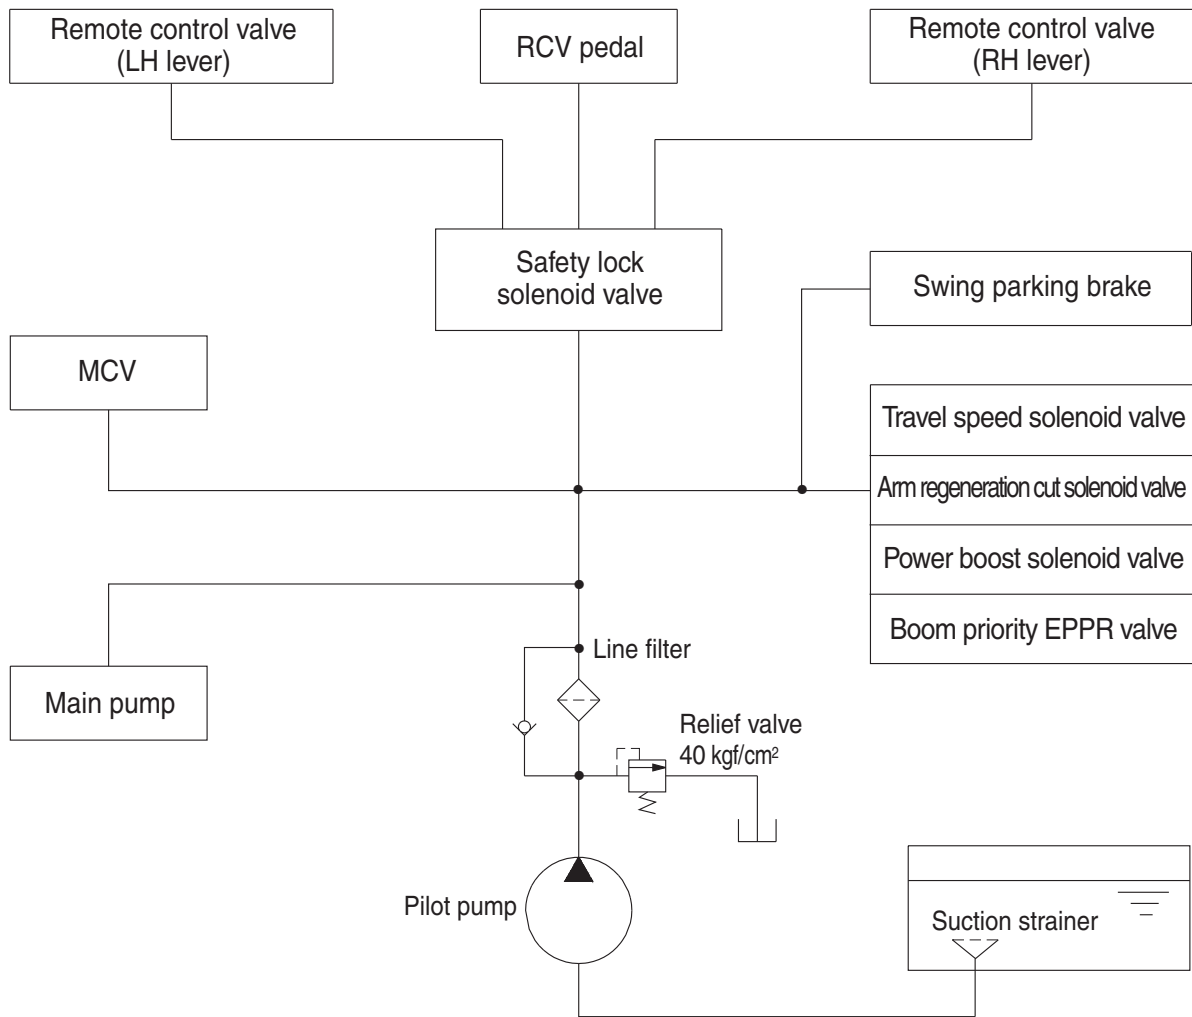 Remote control valve
(LH lever)
RCV pedal
Remote control valve
(RH lever)
Safety lock
solenoid valve
Swing parking brake
MCV
Travel speed solenoid valve
Arm regeneration cut solenoid valve
Power boost solenoid valve
Boom priority EPPR valve
Line filter
Main pump
Relief valve
40 kgf/cm²
Pilot pump
Suction strainer